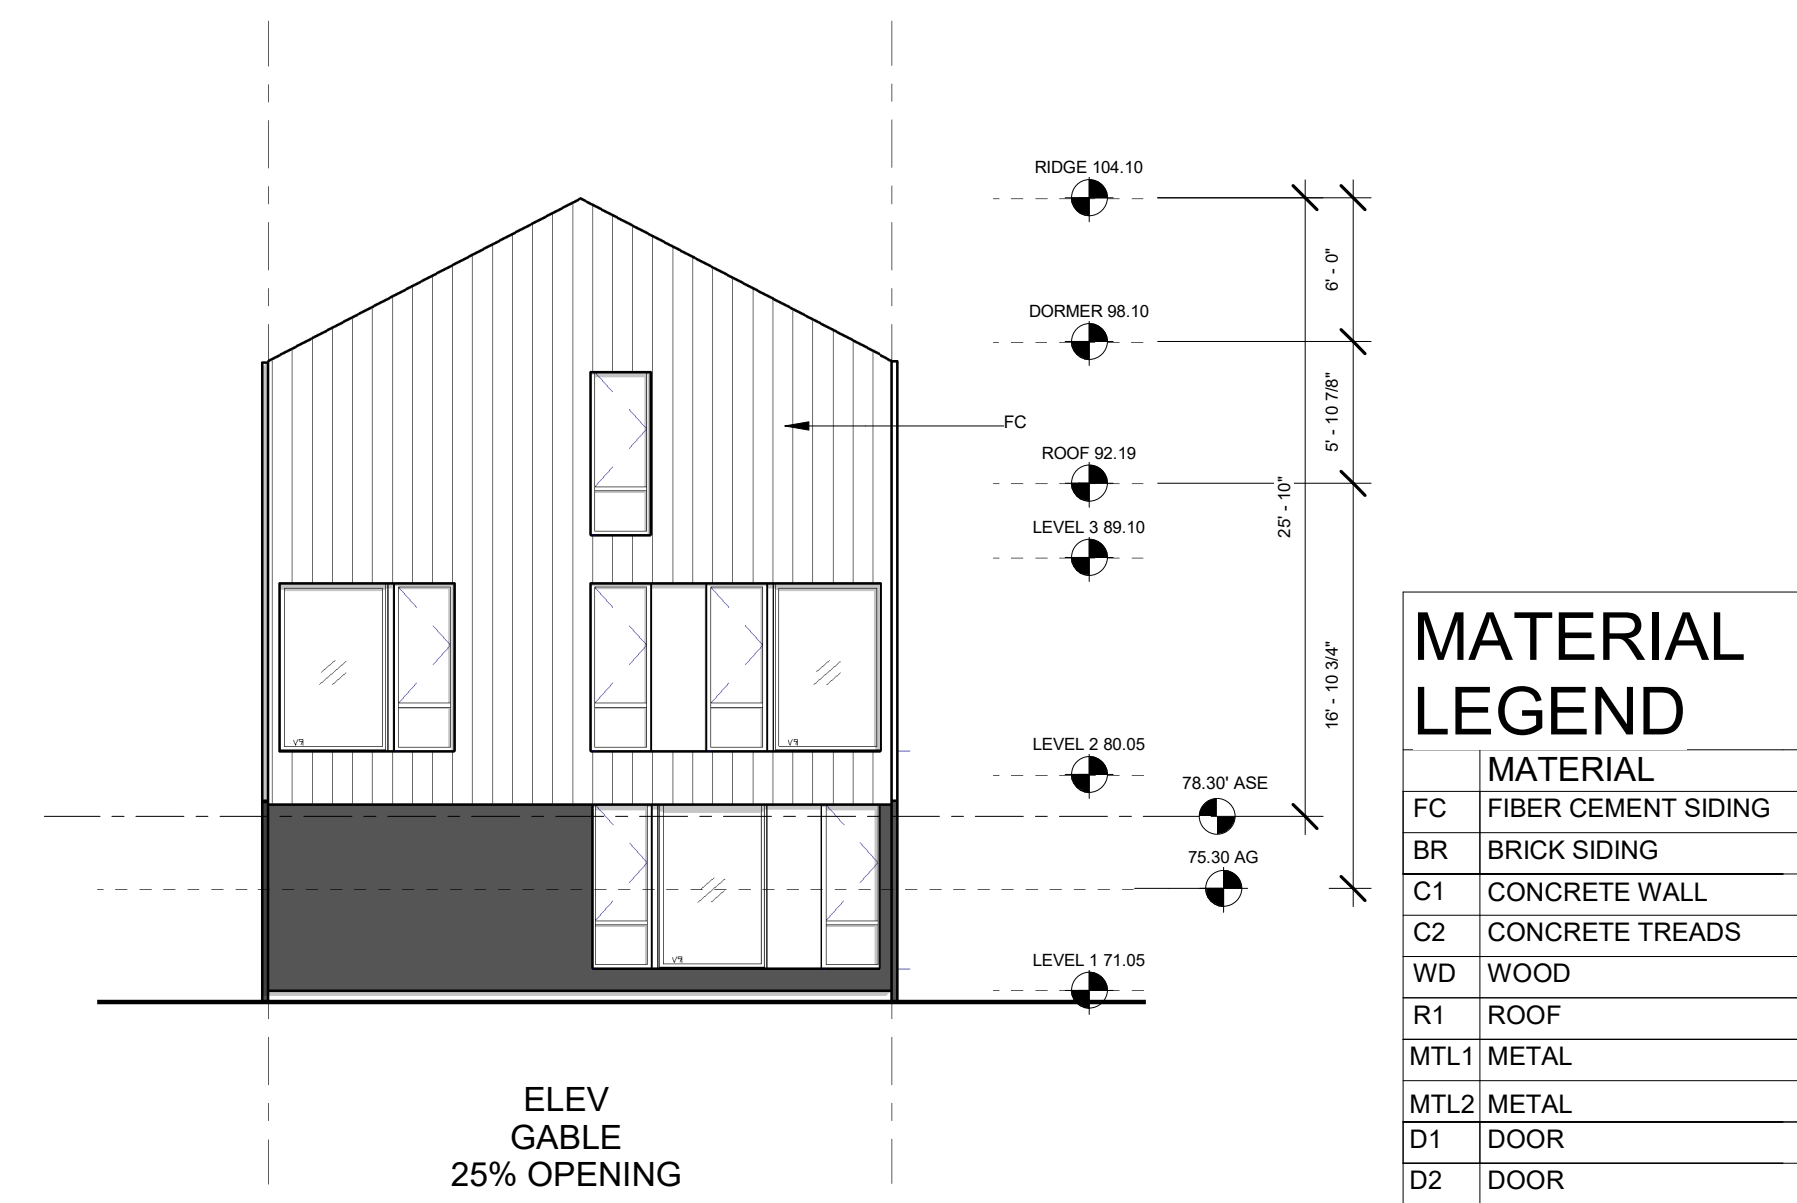 RIDGE 104.10
6' - 0"
DORMER 98.10
5' - 10 7/8"
FC
ROOF 92.19
25' - 10"
LEVEL 3 89.10
16' - 10 3/4"
LEVEL 2 80.05
78.30' ASE
75.30 AG
LEVEL 1 71.05
ELEV
GABLE
25% OPENING
MATERIAL
LEGEND
MATERIAL
FC FIBER CEMENT SIDING
BR BRICK SIDING
C1 CONCRETE WALL
C2 CONCRETE TREADS
WD WOOD
R1 ROOF
MTL1 METAL
MTL2 METAL
D1 DOOR
D2 DOOR